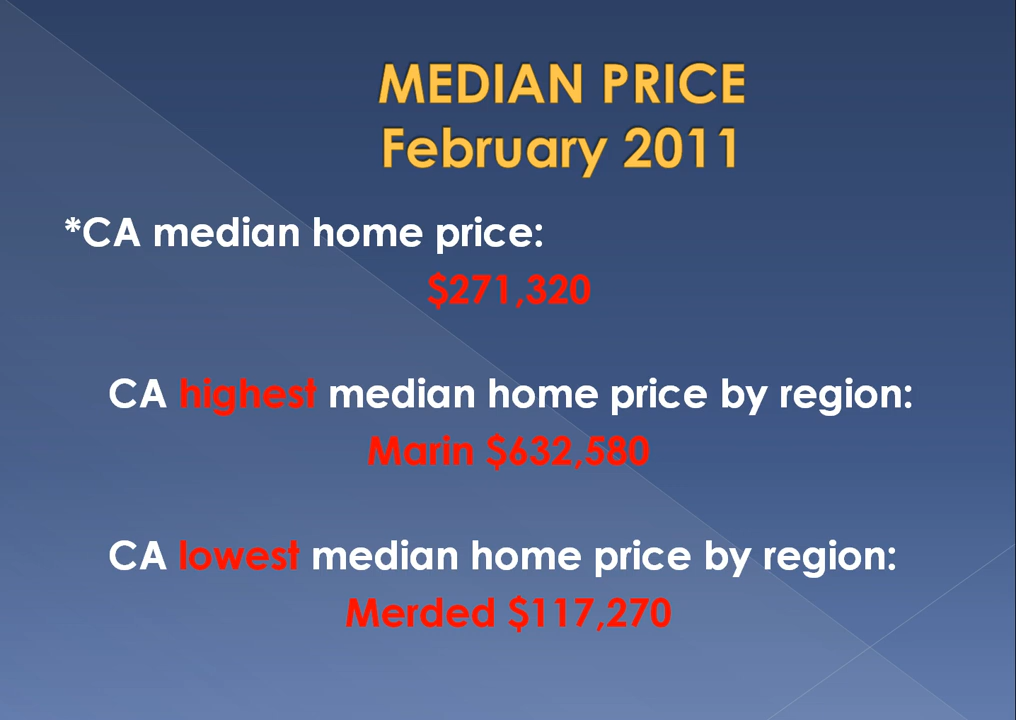 MEDIAN PRICE
February 2011
*CA median home price:
$271,320
CA highest median home price by region:
Marin $632,580
CA lowest median home price by region:
Merded $117,270